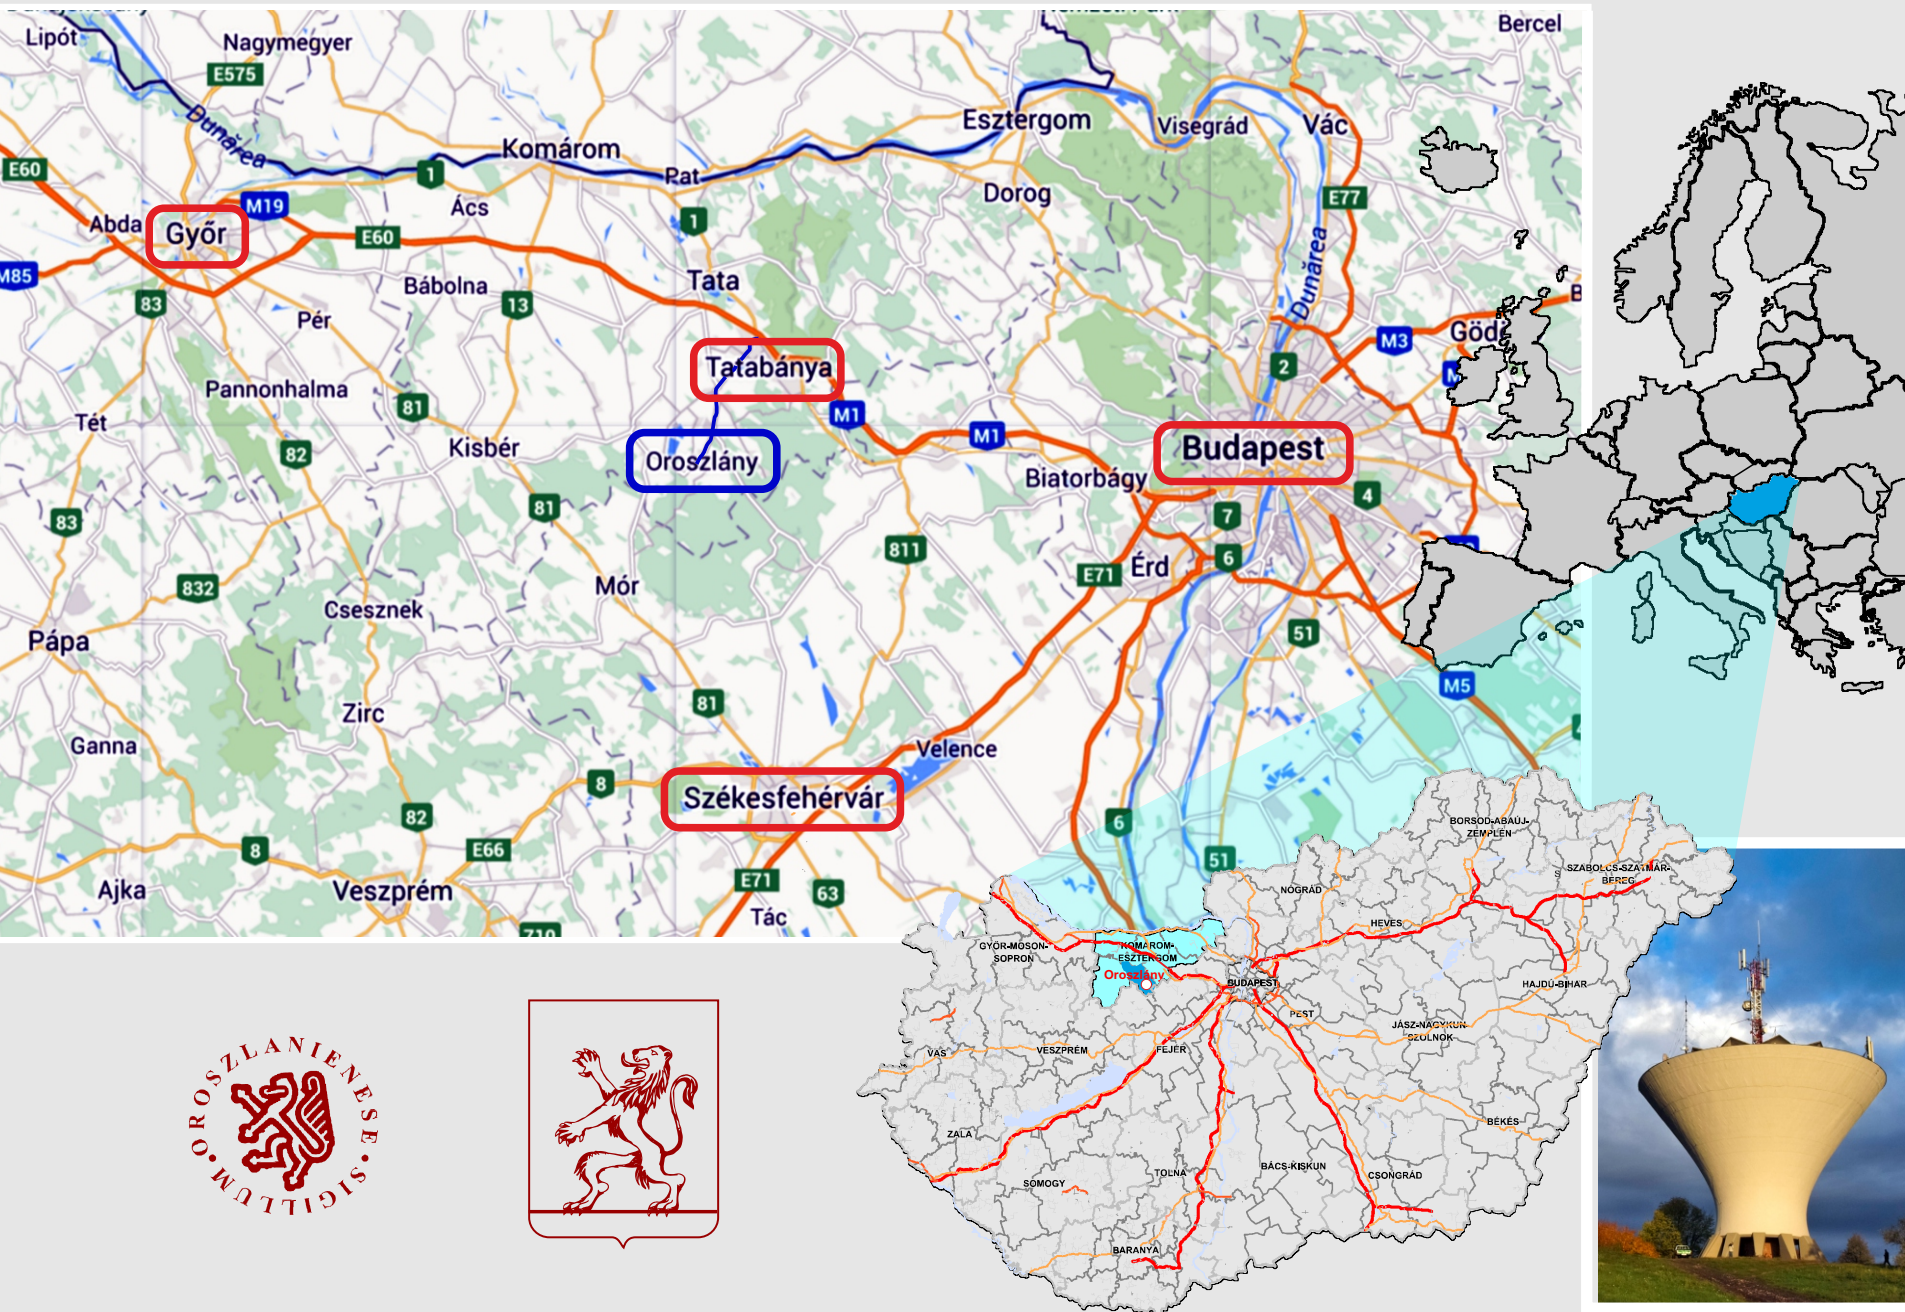 Lipót
Nagymegyer
Bercel
E575
Dunărea
Esztergom
Visegrád
Vác
Komárom
E60
1
Rat
Dorog
E77
M19
Ács
Abda
Győr
1
E60
Dunărea
M85
Bábolna
Tata
83
13
Pér
M3
Tatabánya
2
Pannonhalma
81
M1
Tét
M1
82
Kisbér
Oroszlány
Budapest
Biatorbágy
4
81
83
7
811
6
E71
Érd
832
Mór
Csesznek
51
Pápa
M5
81
Zirc
Ganna
Velence
8
Székesfehérvár
82
6
8
E66
51
Ajka
Veszprém
E71
63
Tác
BORSOD-ABAÚJ-
ZEMPLÉN
SZABOLCS-SZATMÁR-
BEREG
NÓGRÁD
HEVES
GYŐR-MOSON-
SOPRON
KOMÁROM-
ESZTERGOM
Oroszlány
BUDAPEST
HAJDÚ-BIHAR
PEST
JÁSZ-NAGYKUN-
SZOLNOK
VAS
VESZPRÉM
FEJÉR
BÉKÉS
ZALA
TOLNA
BÁCS-KISKUN
CSONGRÁD
SOMOGY
BARANYA
SIGILLUM • OROSZLANIENESE •